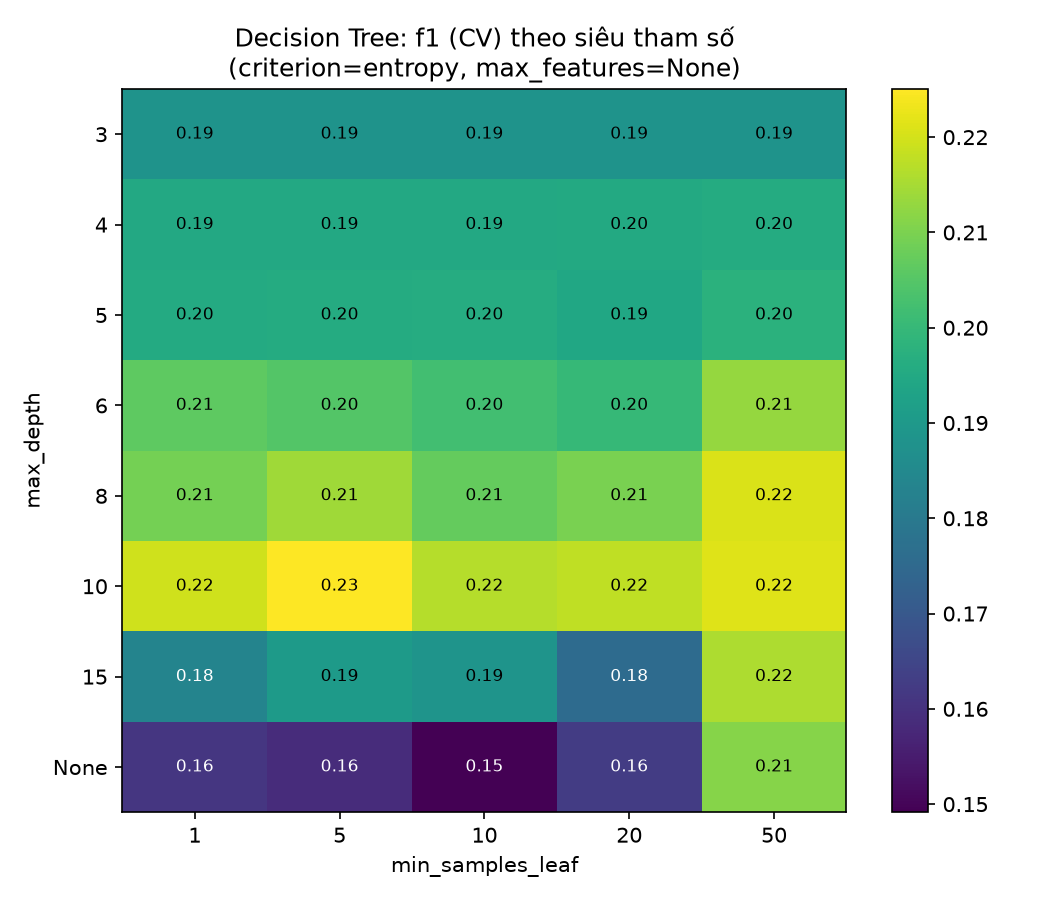 Decision Tree: f1 (CV) theo siêu tham số
(criterion=entropy, max_features=None)
max_depth
3 0.19 0.19 0.19 0.19 0.19
4 0.19 0.19 0.19 0.20 0.20
5 0.20 0.20 0.20 0.19 0.20
6 0.21 0.20 0.20 0.20 0.21
8 0.21 0.21 0.21 0.21 0.22
10 0.22 0.23 0.22 0.22 0.22
15 0.18 0.19 0.19 0.18 0.22
None 0.16 0.16 0.15 0.16 0.21
1 5 10 20 50
min_samples_leaf
0.22
0.21
0.20
0.19
0.18
0.17
0.16
0.15